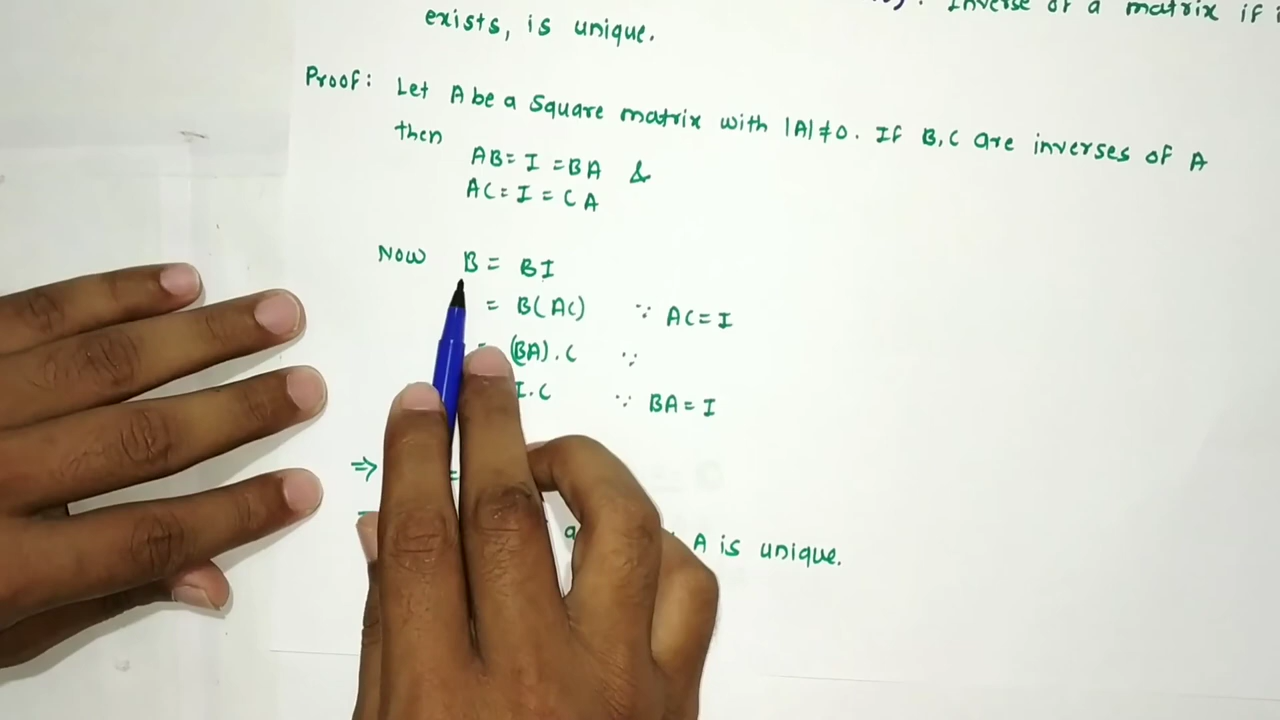 : Inverse of a matrix if
exists, is unique.
Proof: Let A be a square matrix with |A|≠0. If B, C are inverses of A
then
AB = I = BA &
AC = I = CA
Now B = BI
= B(AC) ∵ AC = I
= (BA).C ∵
I.C ∵ BA = I
⇒ =
A is unique.